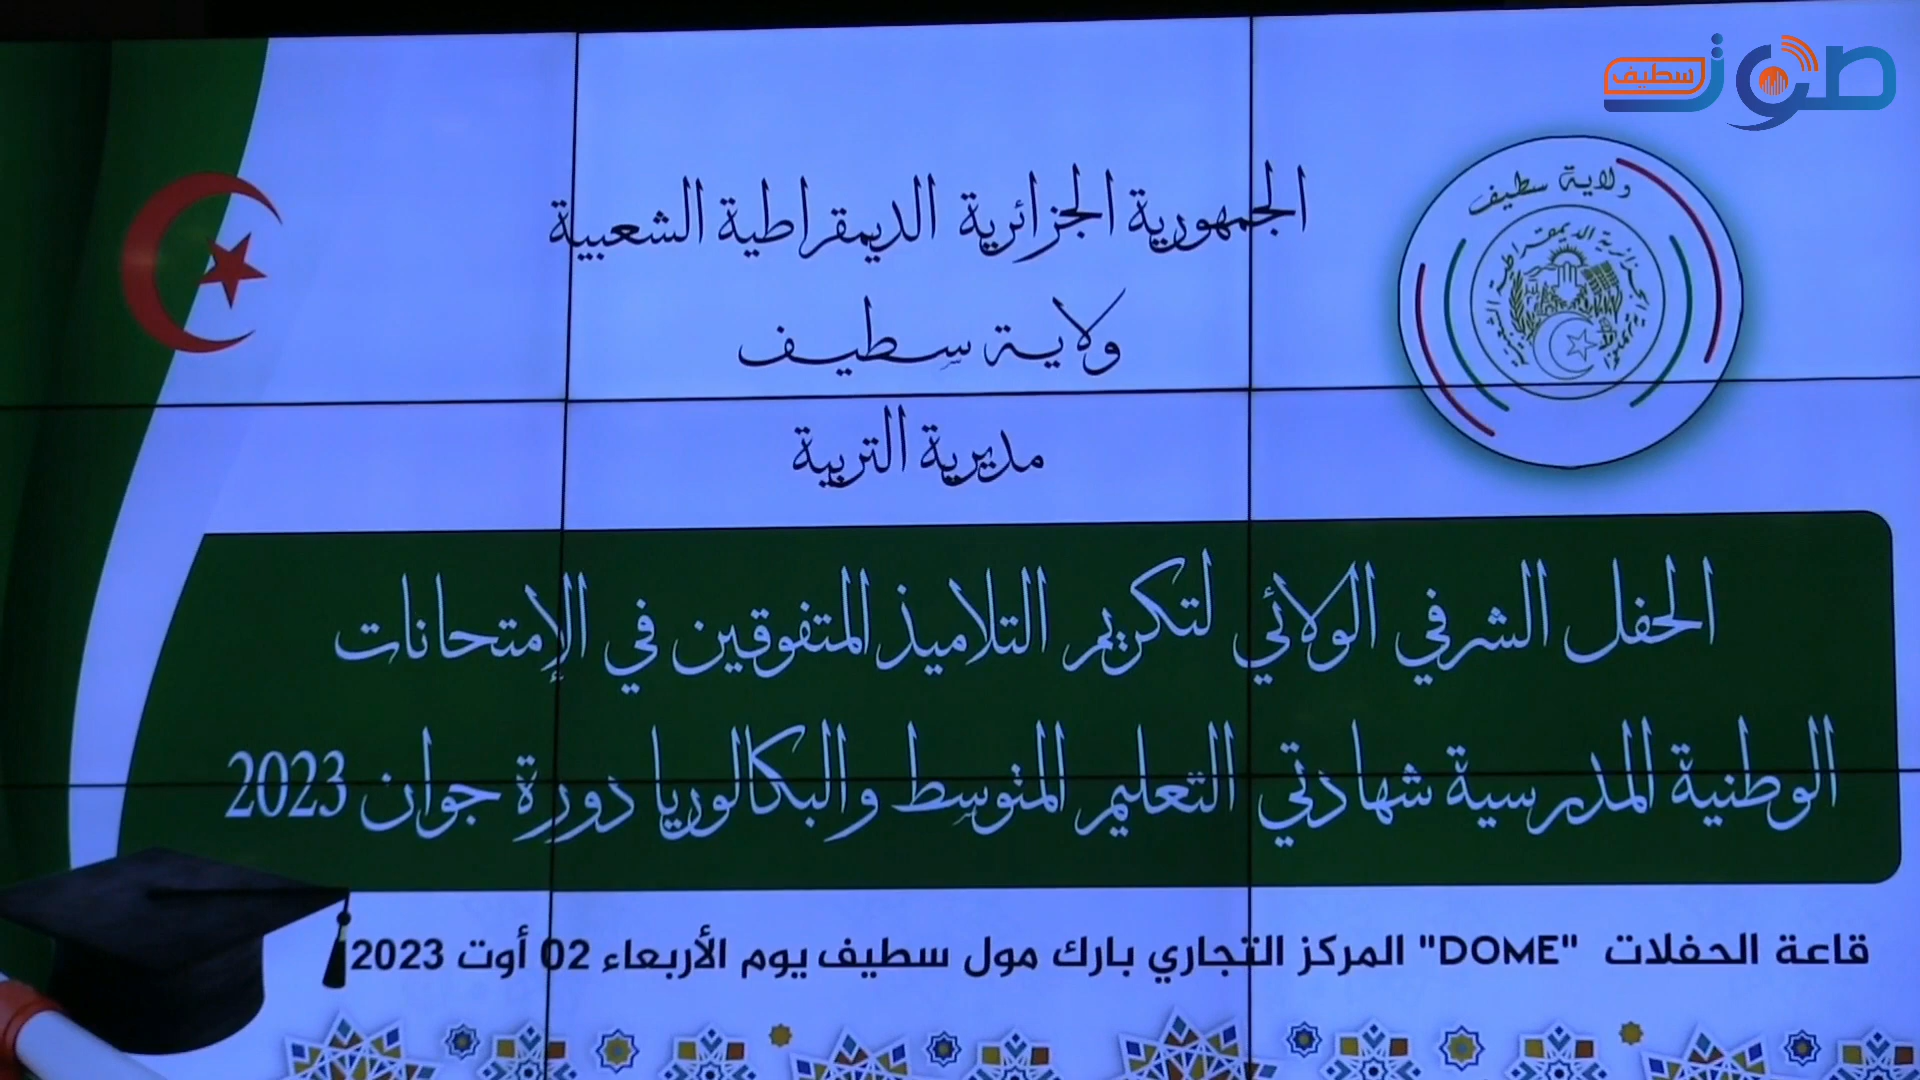 صوت
سطيف
ولاية سطيف
الجمهورية الجزائرية الديمقراطية الشعبية
ولاية سطيف
مديرية التربية
الحفل الشرفي الولائي لتكريم التلاميذ المتفوقين في الإمتحانات
الوطنية المدرسية شهادتي التعليم المتوسط والبكالوريا دورة جوان 2023
قاعة الحفلات "DOME" المركز التجاري بارك مول سطيف يوم الأربعاء 02 أوت 2023